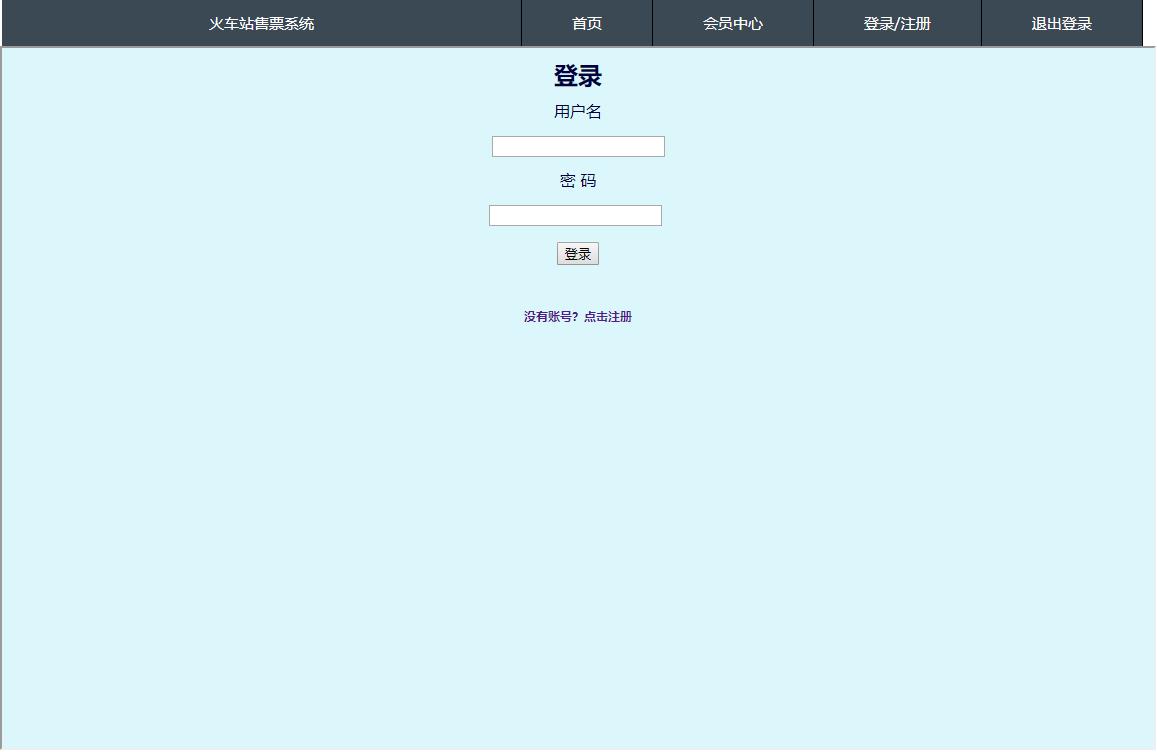 火车站售票系统 首页 会员中心 登录/注册 退出登录
登录
用户名
密 码
登录
没有账号？点击注册